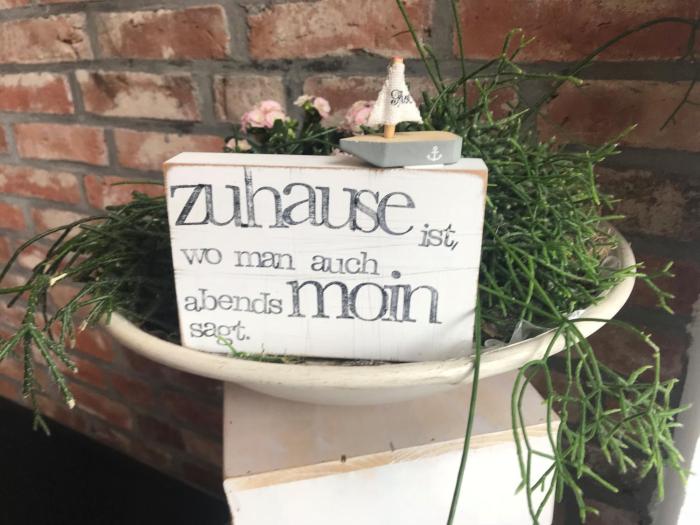 zuhause ist,
wo man auch
abends moin
sagt.